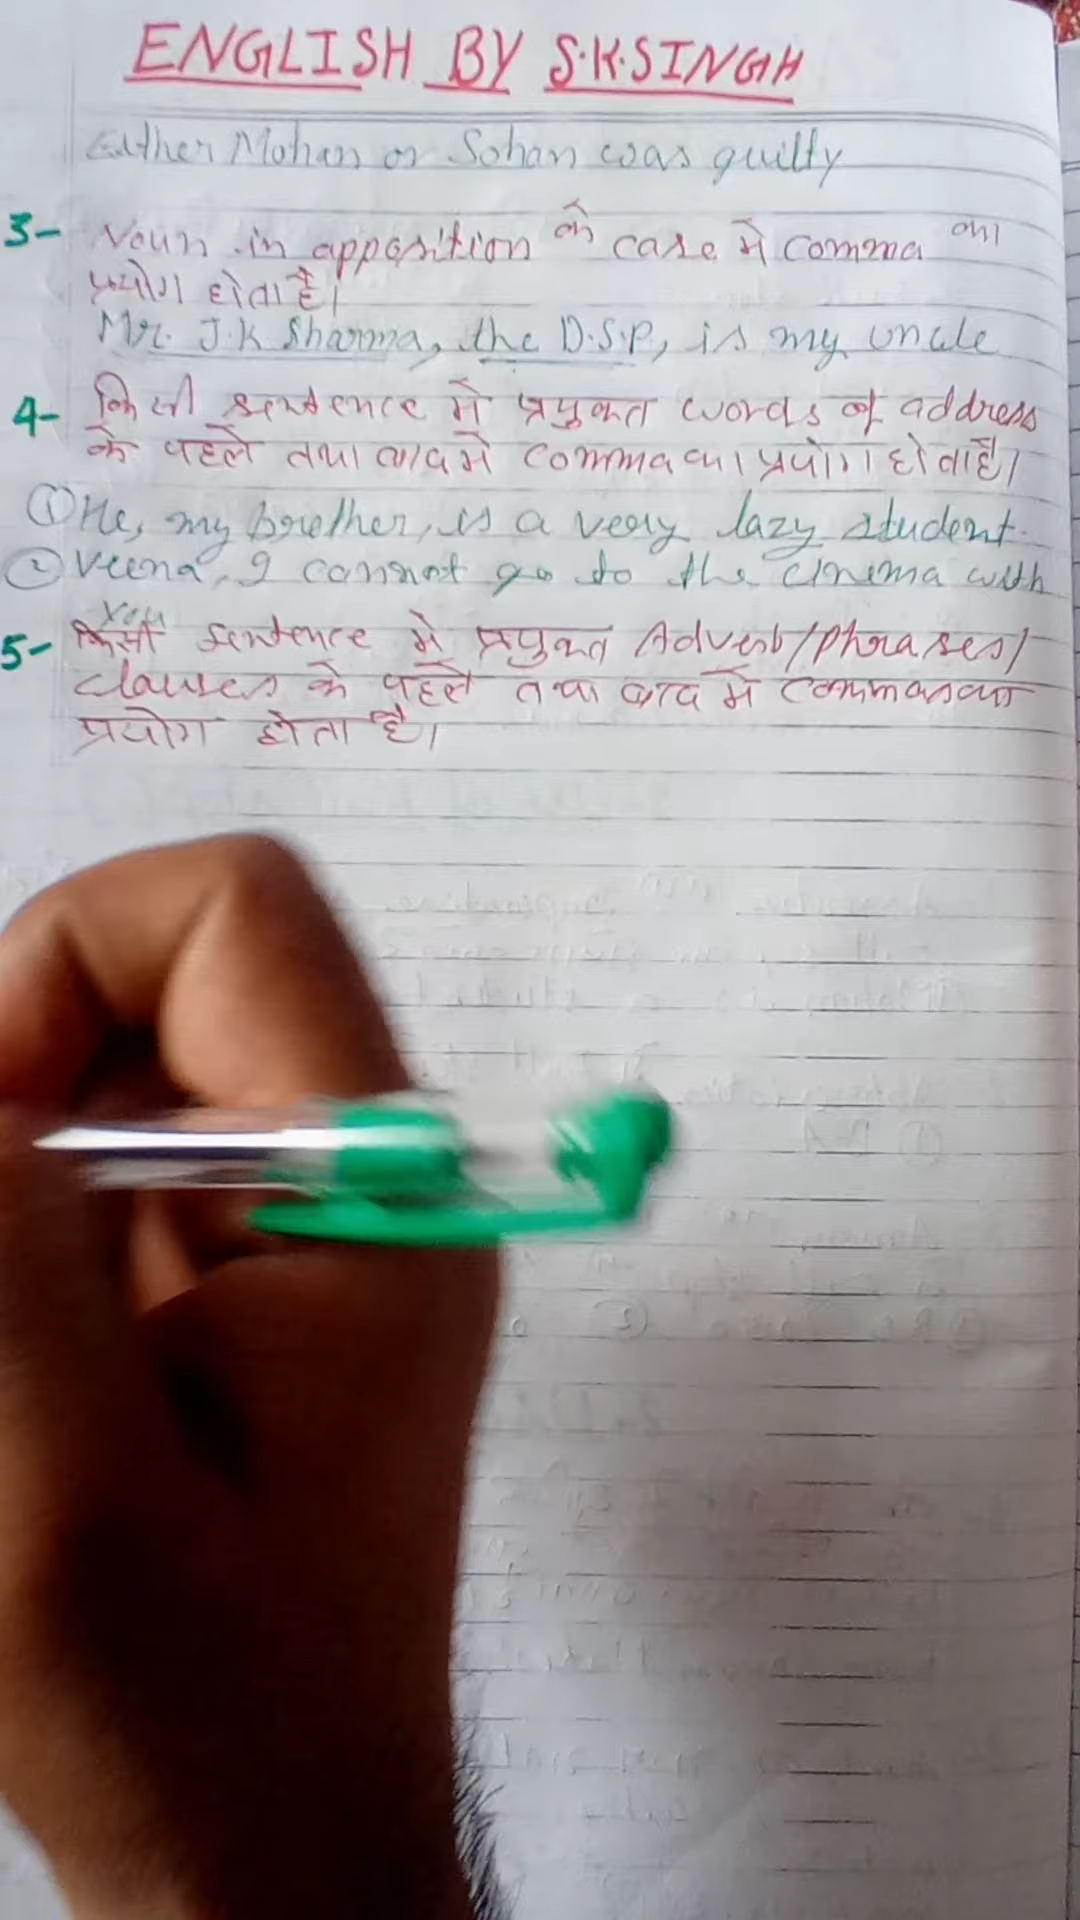 ENGLISH BY S.K.SINGH
Either Mohan or Sohan was guilty
3- Noun in apposition के case में comma का
प्रयोग होता है।
Mr. J.K Sharma, the D.S.P, is my uncle
4- किसी sentence में प्रयुक्त words of address
के पहले तथा बाद में comma का प्रयोग होता है।
① He, my brother, is a very lazy student.
② Veena, I cannot go to the cinema with
you
5- किसी sentence में प्रयुक्त Adverb/phrases/
clauses के पहले तथा बाद में commas का
प्रयोग होता है।